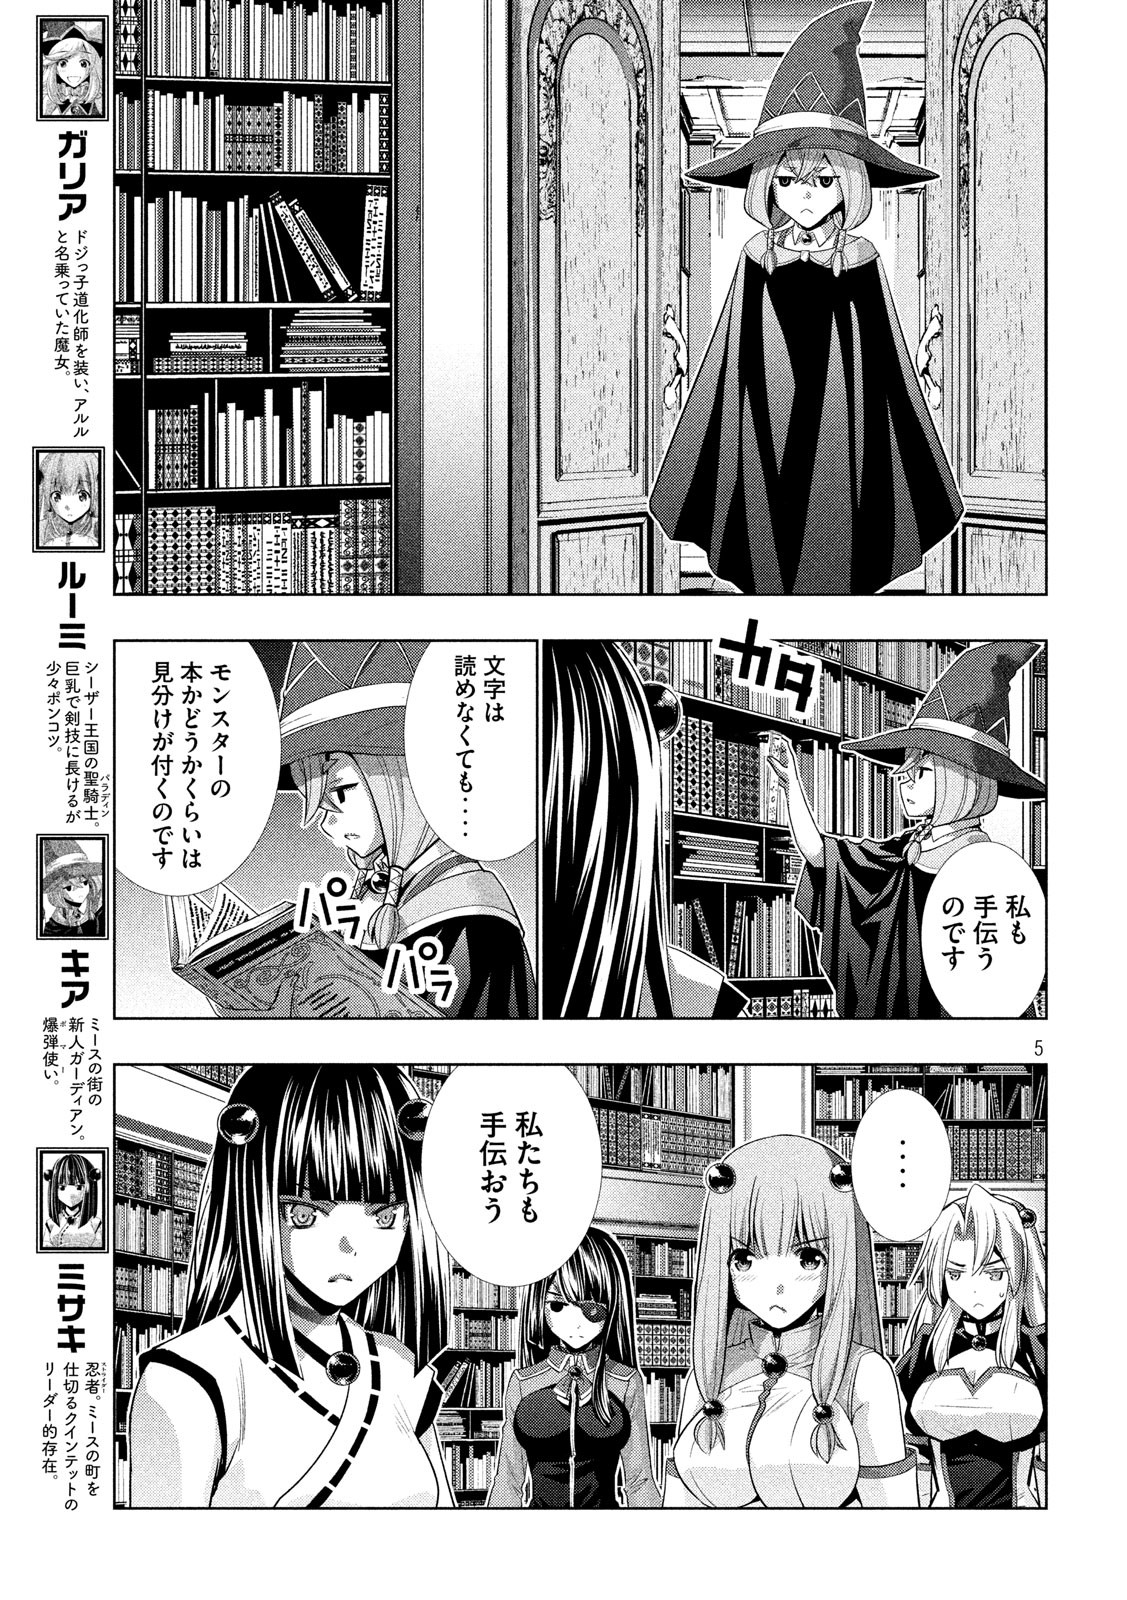 ガリア
ドジっ子道化師を装い、アルル
と名乗っていた魔女。
ルーミ
シーザー王国の聖騎士。
パラディン
巨乳で剣技に長けるが
少々ポンコツ。
キア
ミースの街の
新人ガーディアン。
爆弾使い。
ボマー
ミサキ
忍者。ミースの町を
ストライダー
仕切るクインテットの
リーダー的存在。
カタ
私も
手伝う
のです
文字は
読めなくても‥‥
モンスターの
本かどうかくらいは
見分けが付くのです
パラ
パラ
5
‥‥
私たちも
手伝おう